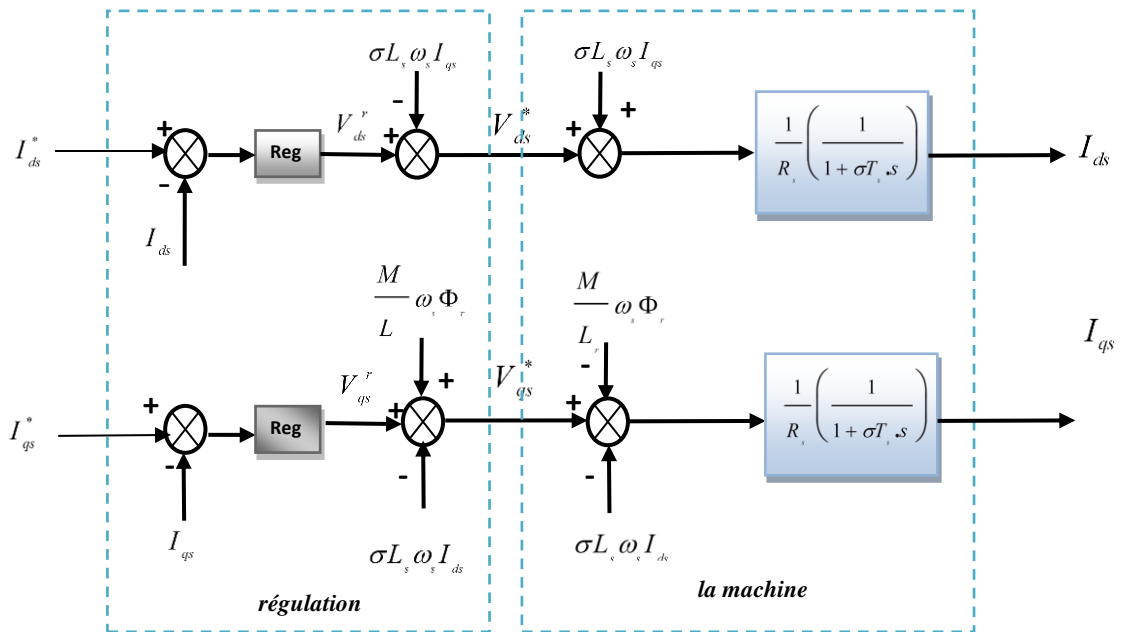 σL_s ω_s I_qs
σL_s ω_s I_qs
I*_ds
+
-
Reg
V^r_ds
-
+
V*_ds
+
+
1/R_s (1/(1 + σT_s.s))
I_ds
I_ds
M/L ω_s Φ_r
M/L_r ω_s Φ_r
I_qs
I*_qs
+
-
Reg
V^r_qs
+
+
-
V*_qs
-
+
-
1/R_s (1/(1 + σT_s.s))
I_qs
σL_s ω_s I_ds
σL_s ω_s I_ds
régulation
la machine